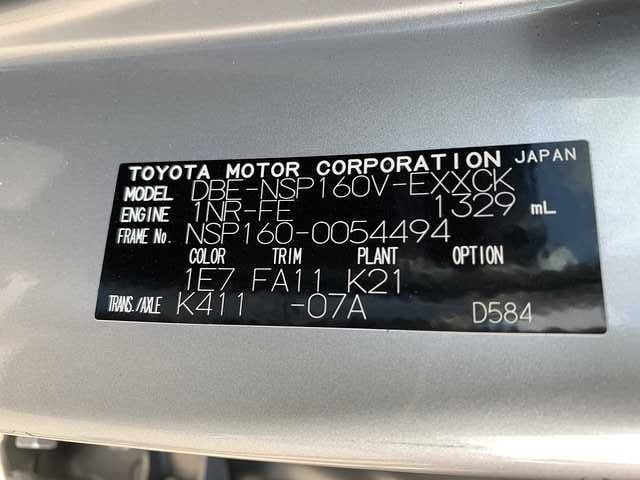 TOYOTA MOTOR CORPORATION JAPAN
MODEL DBE-NSP160V-EXXCK
ENGINE 1NR-FE 1329 mL
FRAME No. NSP160-0054494
COLOR TRIM PLANT OPTION
1E7 FA11 K21
TRANS./AXLE K411 -07A D584